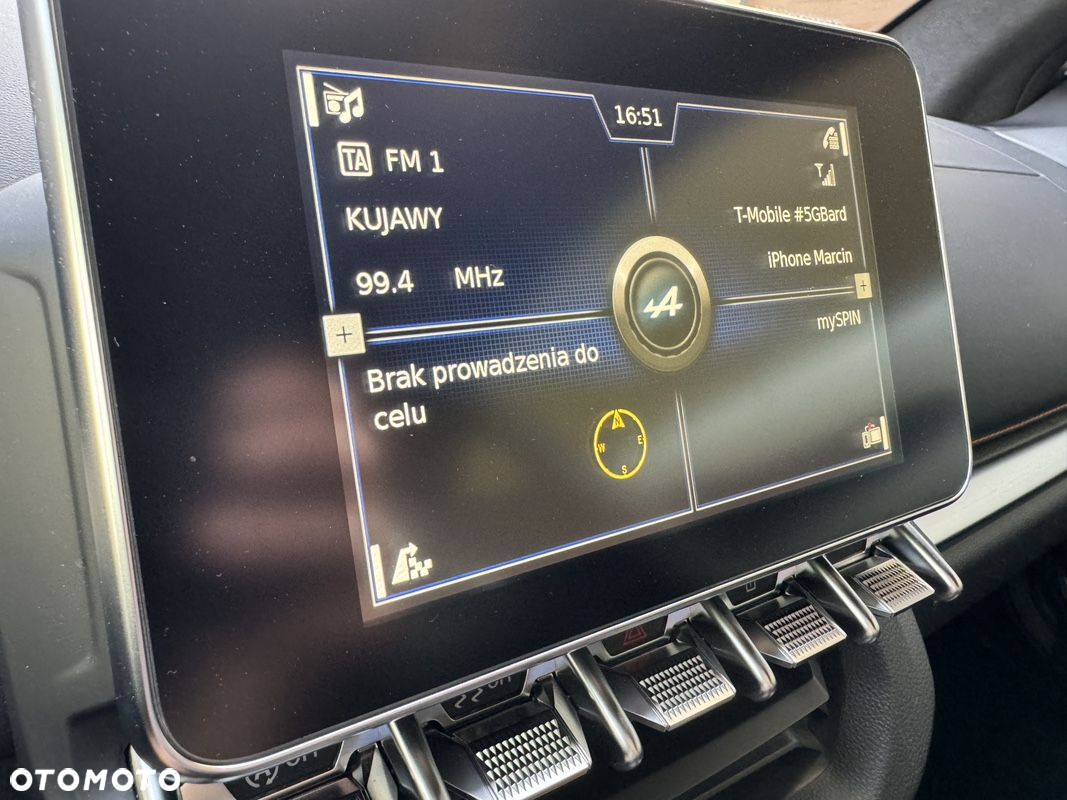 16:51
TA FM 1
KUJAWY
99.4 MHz
T-Mobile #5GBard
iPhone Marcin
mySPIN
Brak prowadzenia do
celu
W E
S
OFF
OTOMOTO